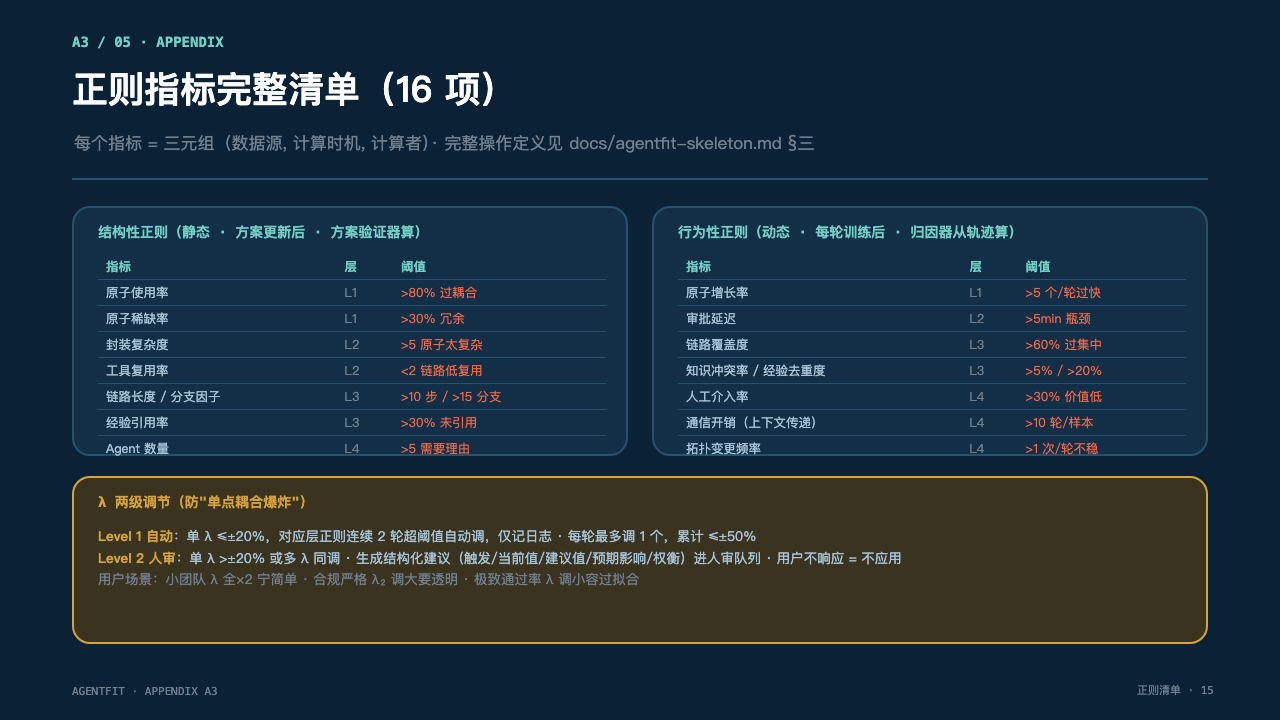 A3 / 05 · APPENDIX
正则指标完整清单（16 项）
每个指标 = 三元组（数据源, 计算时机, 计算者）· 完整操作定义见 docs/agentfit-skeleton.md §三
结构性正则（静态 · 方案更新后 · 方案验证器算）
指标 层 阈值
原子使用率 L1 >80% 过耦合
原子稀缺率 L1 >30% 冗余
封装复杂度 L2 >5 原子太复杂
工具复用率 L2 <2 链路低复用
链路长度 / 分支因子 L3 >10 步 / >15 分支
经验引用率 L3 >30% 未引用
Agent 数量 L4 >5 需要理由
行为性正则（动态 · 每轮训练后 · 归因器从轨迹算）
指标 层 阈值
原子增长率 L1 >5 个/轮过快
审批延迟 L2 >5min 瓶颈
链路覆盖度 L3 >60% 过集中
知识冲突率 / 经验去重度 L3 >5% / >20%
人工介入率 L4 >30% 价值低
通信开销（上下文传递） L4 >10 轮/样本
拓扑变更频率 L4 >1 次/轮不稳
λ 两级调节（防"单点耦合爆炸"）
Level 1 自动：单 λ ≤±20%，对应层正则连续 2 轮超阈值自动调，仅记日志 · 每轮最多调 1 个，累计 ≤±50%
Level 2 人审：单 λ >±20% 或多 λ 同调 · 生成结构化建议（触发/当前值/建议值/预期影响/权衡）进人审队列 · 用户不响应 = 不应用
用户场景：小团队 λ 全×2 宁简单 · 合规严格 λ₂ 调大要透明 · 极致通过率 λ 调小容过拟合
AGENTFIT · APPENDIX A3
正则清单 · 15